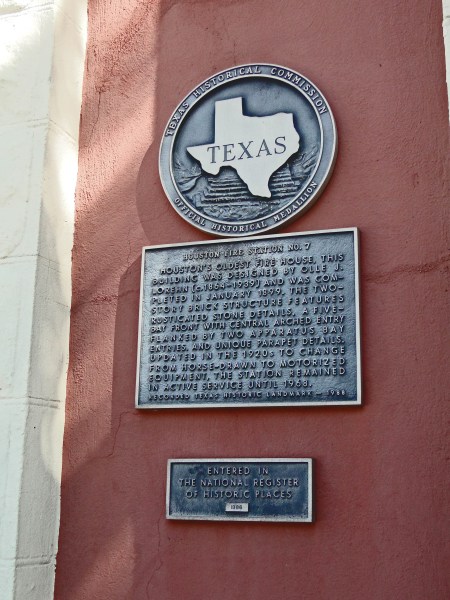 TEXAS HISTORICAL COMMISSION
TEXAS
OFFICIAL HISTORICAL MEDALLION
HOUSTON FIRE STATION NO. 7
HOUSTON'S OLDEST FIRE HOUSE, THIS
BUILDING WAS DESIGNED BY OLLE J.
LOREHN (c.1864-1939) AND WAS COM-
PLETED IN JANUARY 1899. THE TWO-
STORY BRICK STRUCTURE FEATURES
RUSTICATED STONE DETAILS, A FIVE-
BAY FRONT WITH CENTRAL ARCHED ENTRY
FLANKED BY TWO APPARATUS BAY
ENTRIES, AND UNIQUE PARAPET DETAILS.
UPDATED IN THE 1920s TO CHANGE
FROM HORSE-DRAWN TO MOTORIZED
EQUIPMENT, THE STATION REMAINED
IN ACTIVE SERVICE UNTIL 1968.
RECORDED TEXAS HISTORIC LANDMARK - 1986
ENTERED IN
THE NATIONAL REGISTER
OF HISTORIC PLACES
1986